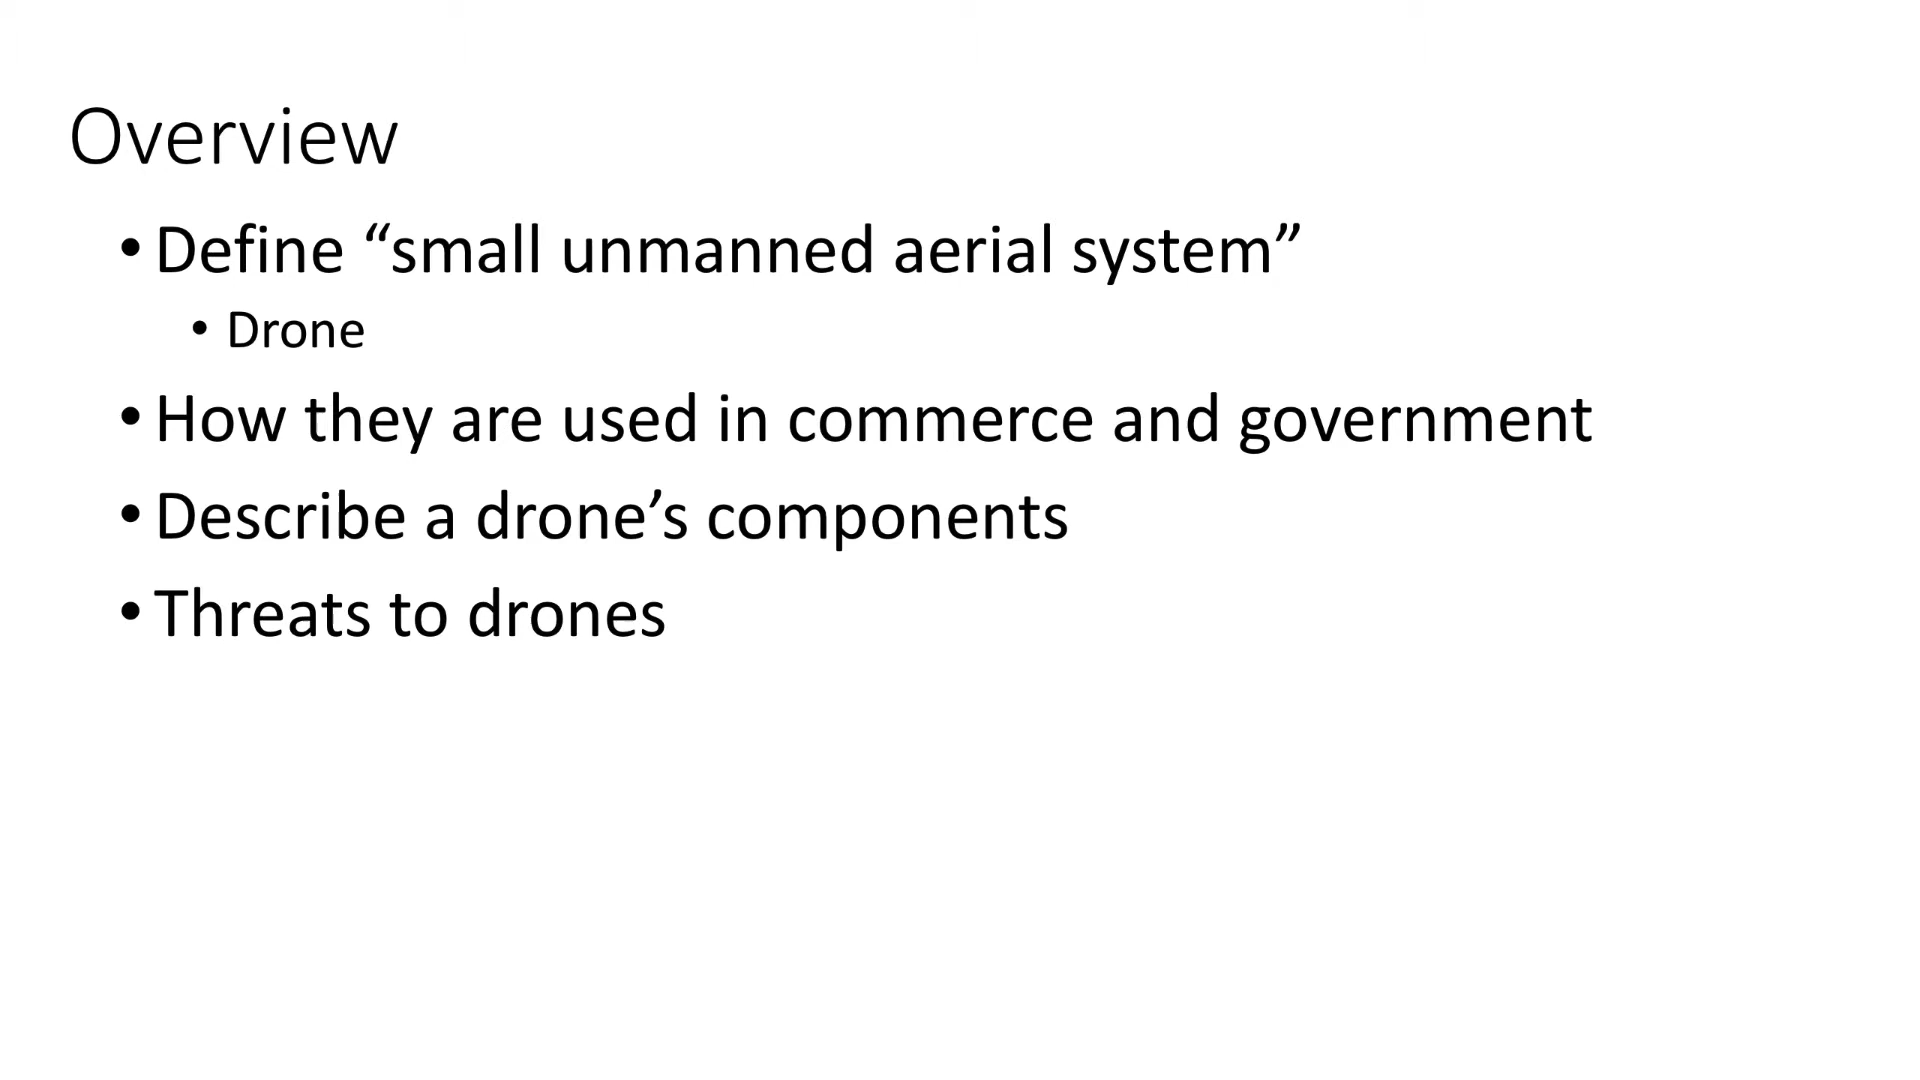 Overview
• Define “small unmanned aerial system”
• Drone
• How they are used in commerce and government
• Describe a drone’s components
• Threats to drones